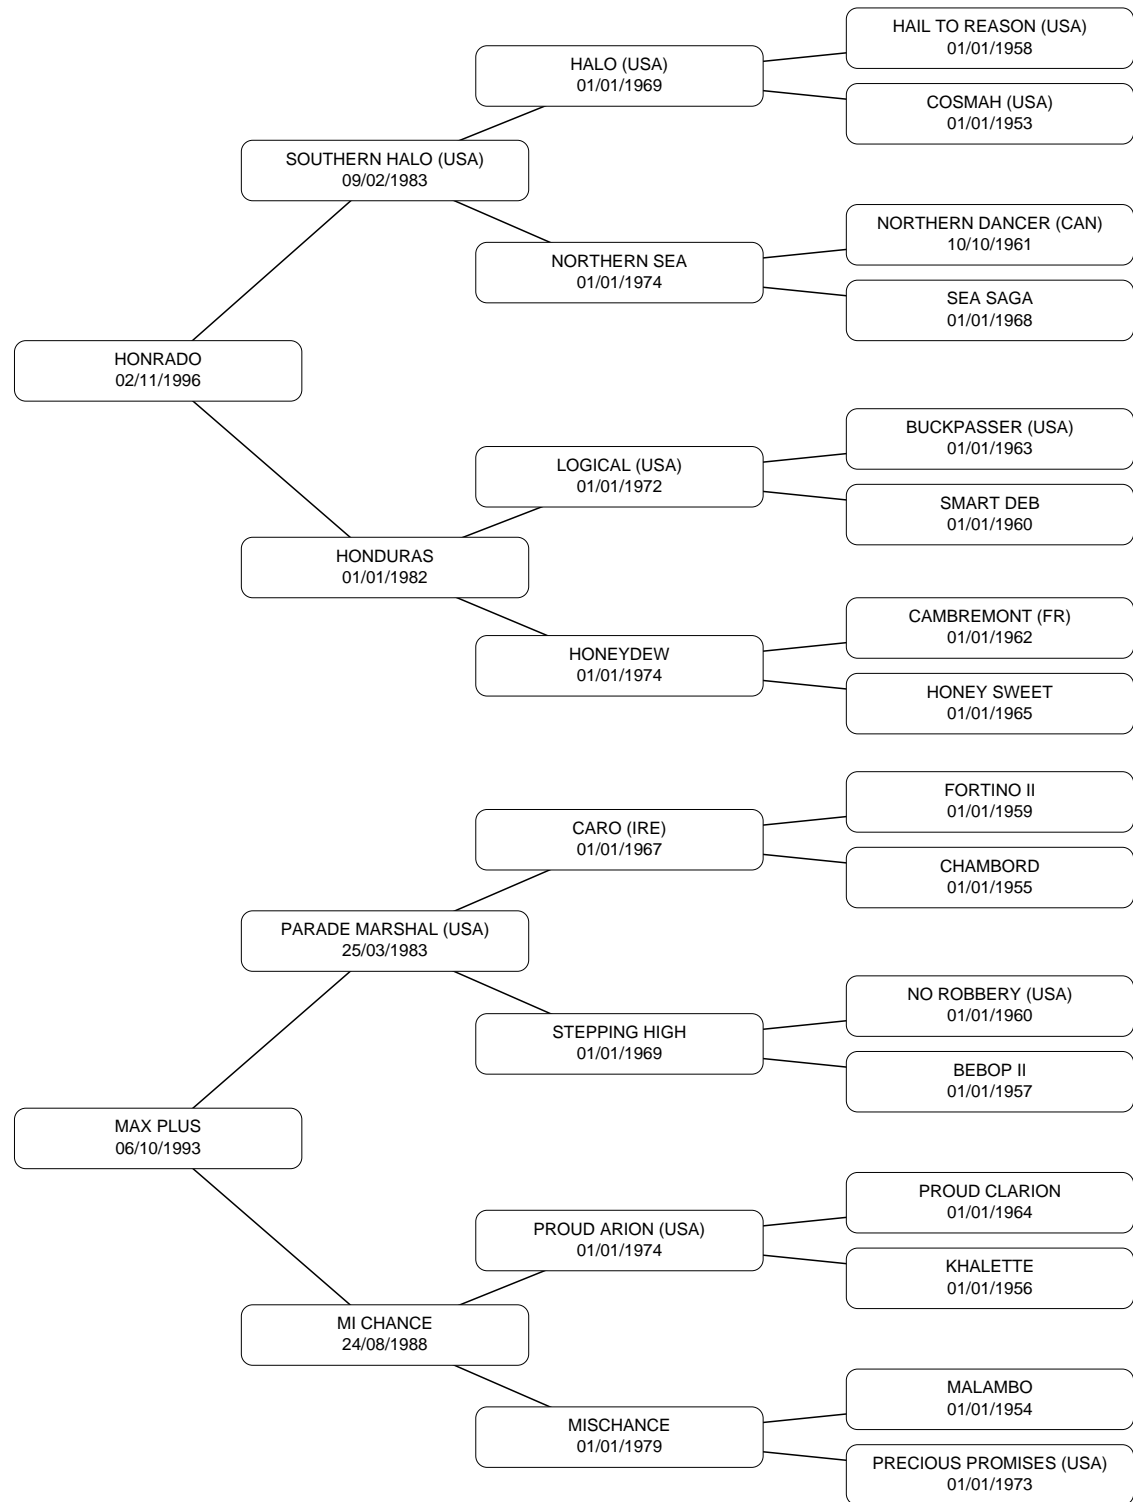 HAIL TO REASON (USA)
01/01/1958
HALO (USA)
01/01/1969
COSMAH (USA)
01/01/1953
SOUTHERN HALO (USA)
09/02/1983
NORTHERN DANCER (CAN)
10/10/1961
NORTHERN SEA
01/01/1974
SEA SAGA
01/01/1968
HONRADO
02/11/1996
BUCKPASSER (USA)
01/01/1963
LOGICAL (USA)
01/01/1972
SMART DEB
01/01/1960
HONDURAS
01/01/1982
CAMBREMONT (FR)
01/01/1962
HONEYDEW
01/01/1974
HONEY SWEET
01/01/1965
FORTINO II
01/01/1959
CARO (IRE)
01/01/1967
CHAMBORD
01/01/1955
PARADE MARSHAL (USA)
25/03/1983
NO ROBBERY (USA)
01/01/1960
STEPPING HIGH
01/01/1969
BEBOP II
01/01/1957
MAX PLUS
06/10/1993
PROUD CLARION
01/01/1964
PROUD ARION (USA)
01/01/1974
KHALETTE
01/01/1956
MI CHANCE
24/08/1988
MALAMBO
01/01/1954
MISCHANCE
01/01/1979
PRECIOUS PROMISES (USA)
01/01/1973